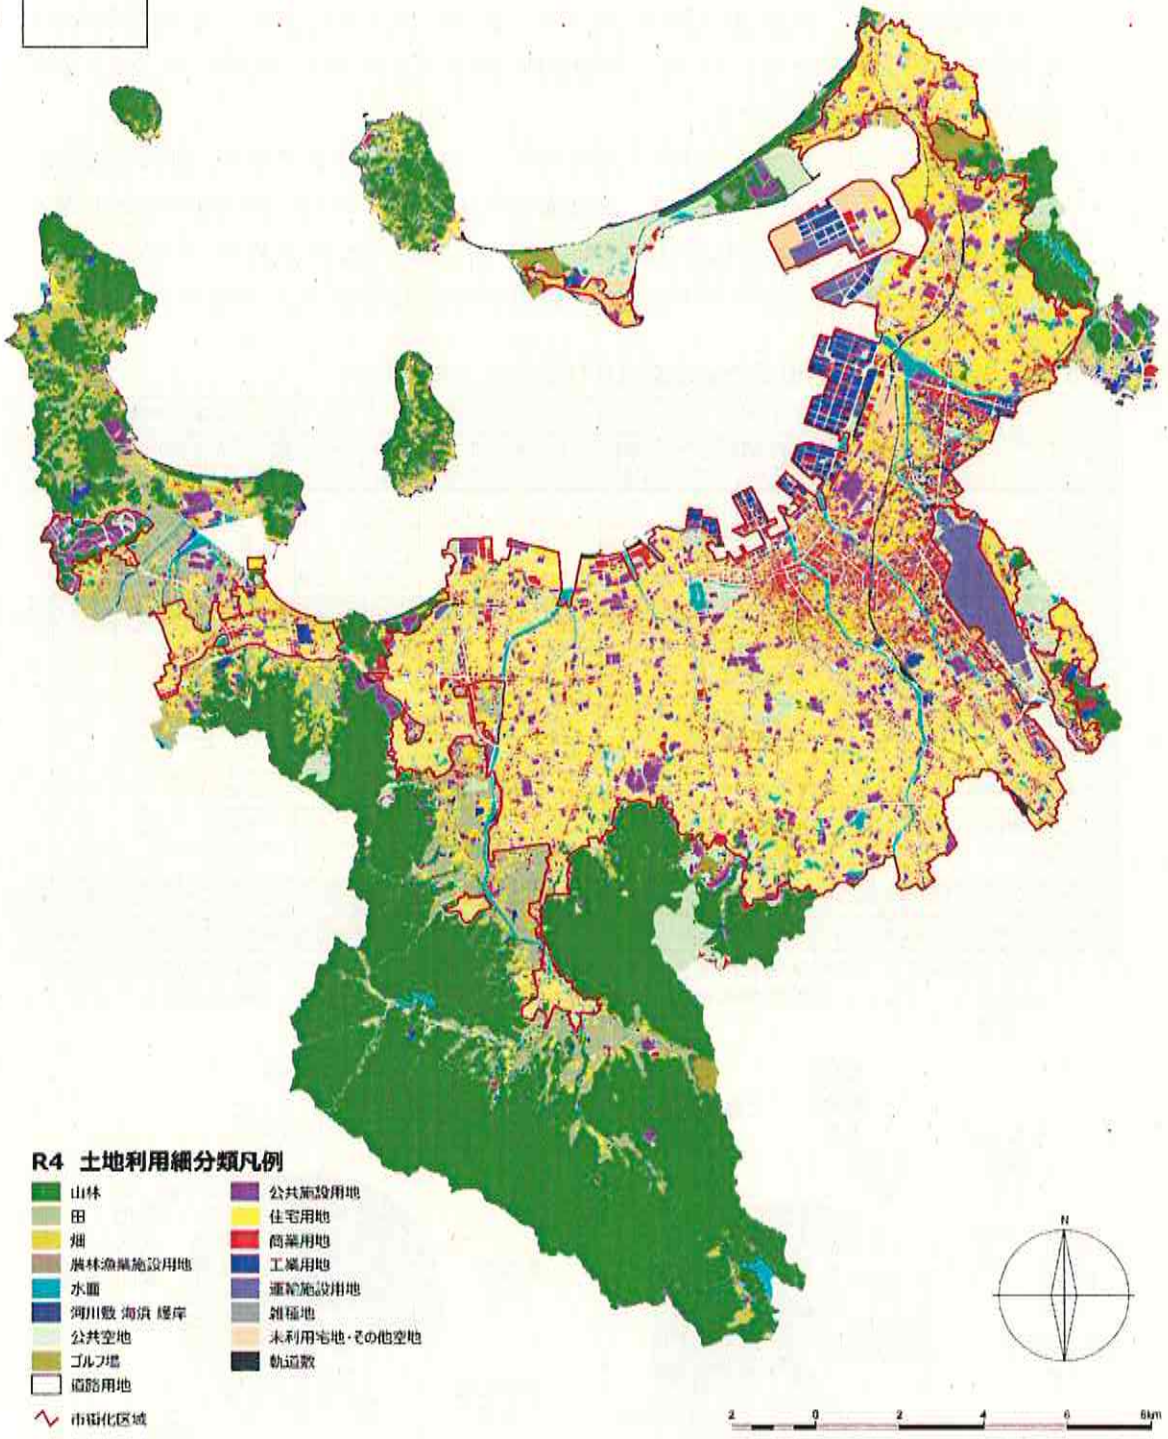 R4 土地利用細分類凡例
山林
田
畑
農林漁業施設用地
水面
河川敷 海浜 護岸
公共空地
ゴルフ場
道路用地
市街化区域
公共施設用地
住宅用地
商業用地
工業用地
運輸施設用地
雑種地
未利用宅地・その他空地
軌道敷
N
2 0 2 4 6 8km